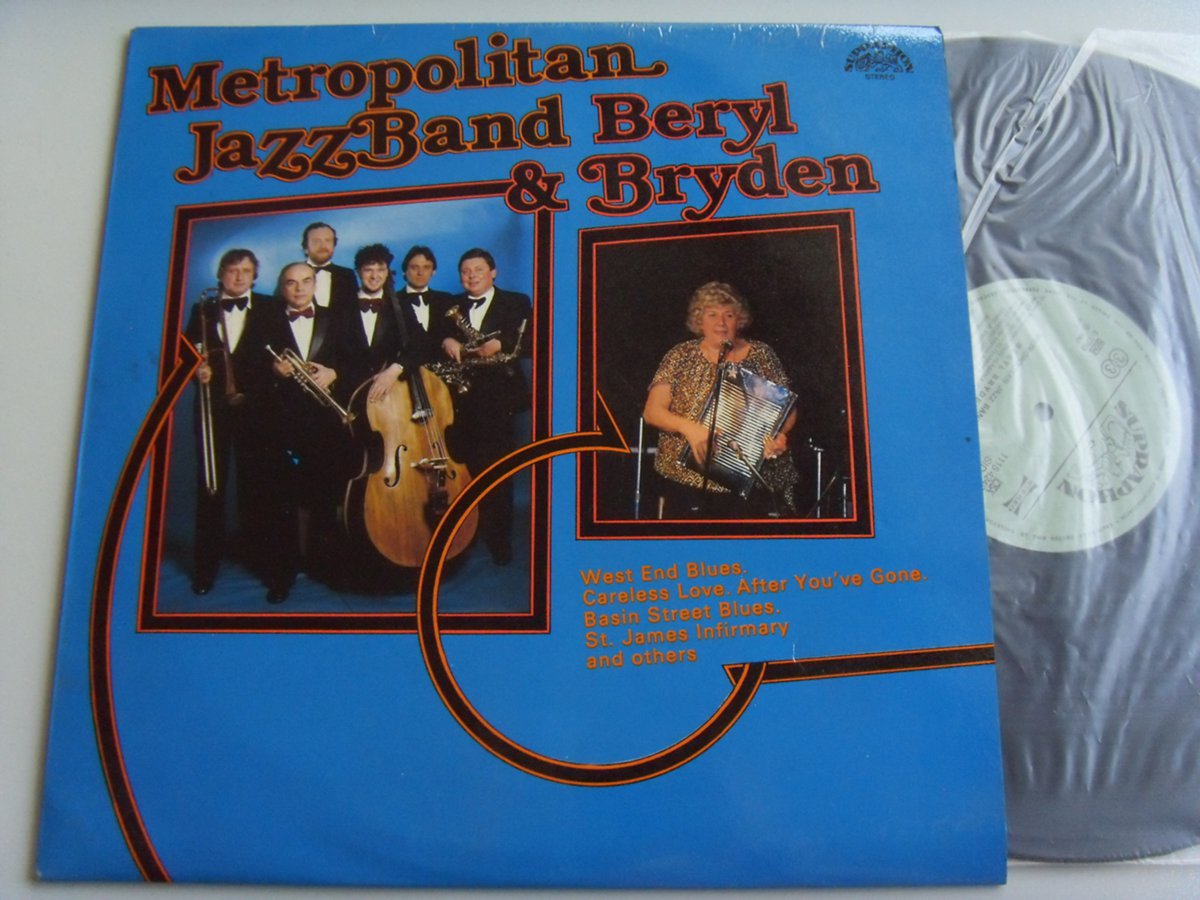 Metropolitan
JazzBand Beryl
& Bryden
SUPRAPHON
STEREO
West End Blues.
Careless Love. After You've Gone.
Basin Street Blues.
St. James Infirmary
and others
33
SUPRAPHON